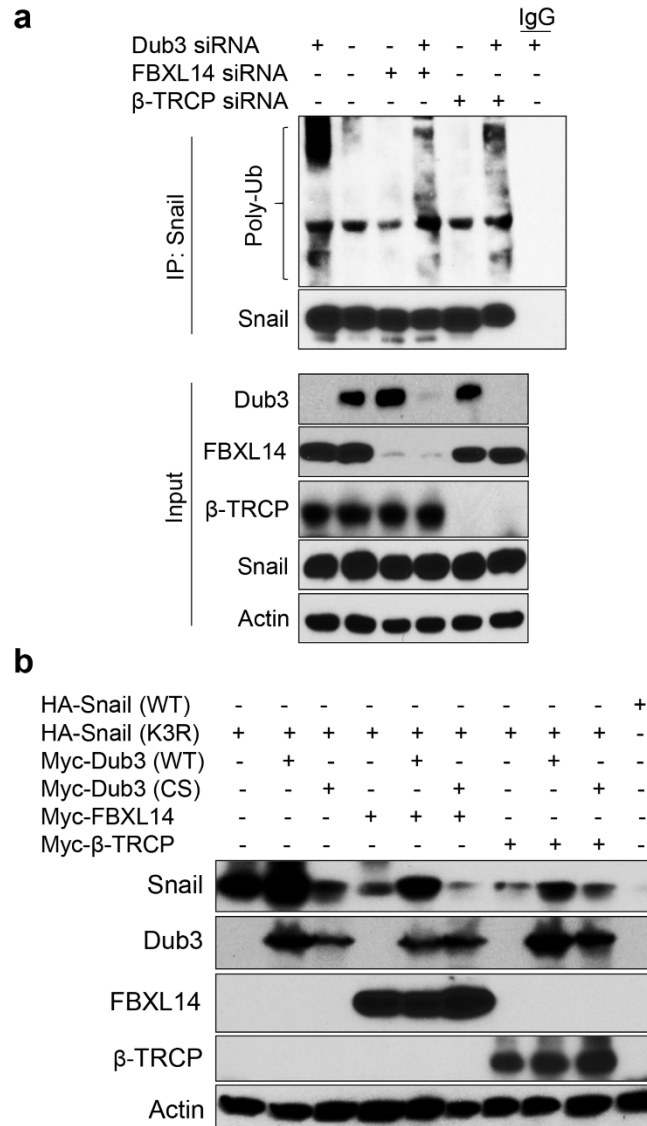 a
IgG
Dub3 siRNA + - - + - + +
FBXL14 siRNA - - + + - - -
β-TRCP siRNA - - - - + + -
IP: Snail
Poly-Ub
Snail
Input
Dub3
FBXL14
β-TRCP
Snail
Actin
b
HA-Snail (WT) - - - - - - - - - +
HA-Snail (K3R) + + + + + + + + + -
Myc-Dub3 (WT) - + - - + - - + - -
Myc-Dub3 (CS) - - + - - + - - + -
Myc-FBXL14 - - - + + + - - - -
Myc-β-TRCP - - - - - - + + + -
Snail
Dub3
FBXL14
β-TRCP
Actin